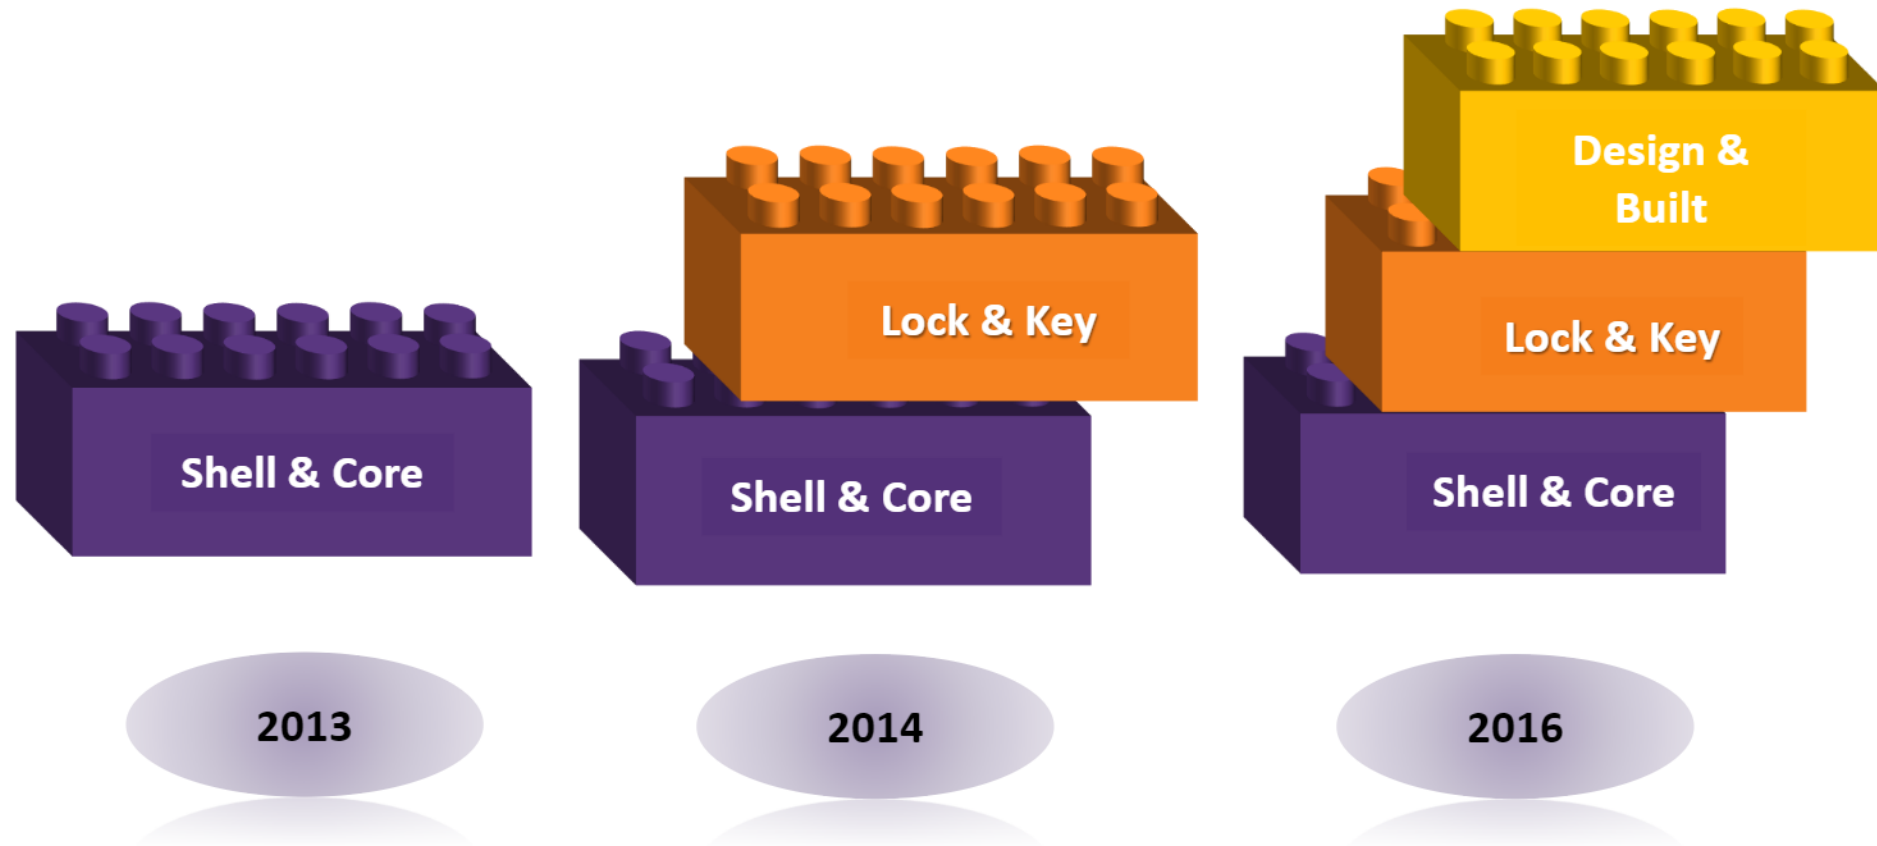 Shell & Core
2013
Lock & Key
Shell & Core
2014
Design &
Built
Lock & Key
Shell & Core
2016